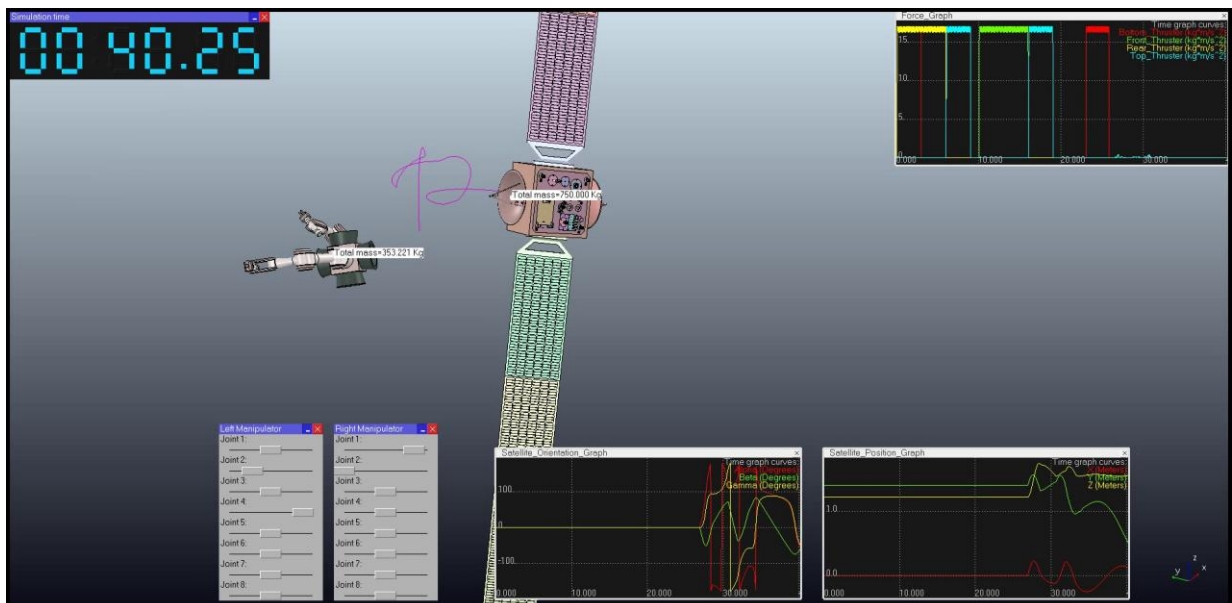 Simulation time
00 40.25
Total mass=750.000 Kg
Total mass=353.221 Kg
Force_Graph
Time graph curves:
Bottom_Thruster (kg*m/s^2)
Front_Thruster (kg*m/s^2)
Rear_Thruster (kg*m/s^2)
Top_Thruster (kg*m/s^2)
15.
10.
5.
0.
0.000 10.000 20.000 30.000
Left Manipulator
Joint 1:
Joint 2:
Joint 3:
Joint 4:
Joint 5:
Joint 6:
Joint 7:
Joint 8:
Right Manipulator
Joint 1:
Joint 2:
Joint 3:
Joint 4:
Joint 5:
Joint 6:
Joint 7:
Joint 8:
Satellite_Orientation_Graph
Time graph curves:
Alpha (Degrees)
Beta (Degrees)
Gamma (Degrees)
100.
0.
-100.
0.000 10.000 20.000 30.000
Satellite_Position_Graph
Time graph curves:
(Meters)
(Meters)
Z (Meters)
1.0
0.0
0.000 10.000 20.000 30.000
z
y
x